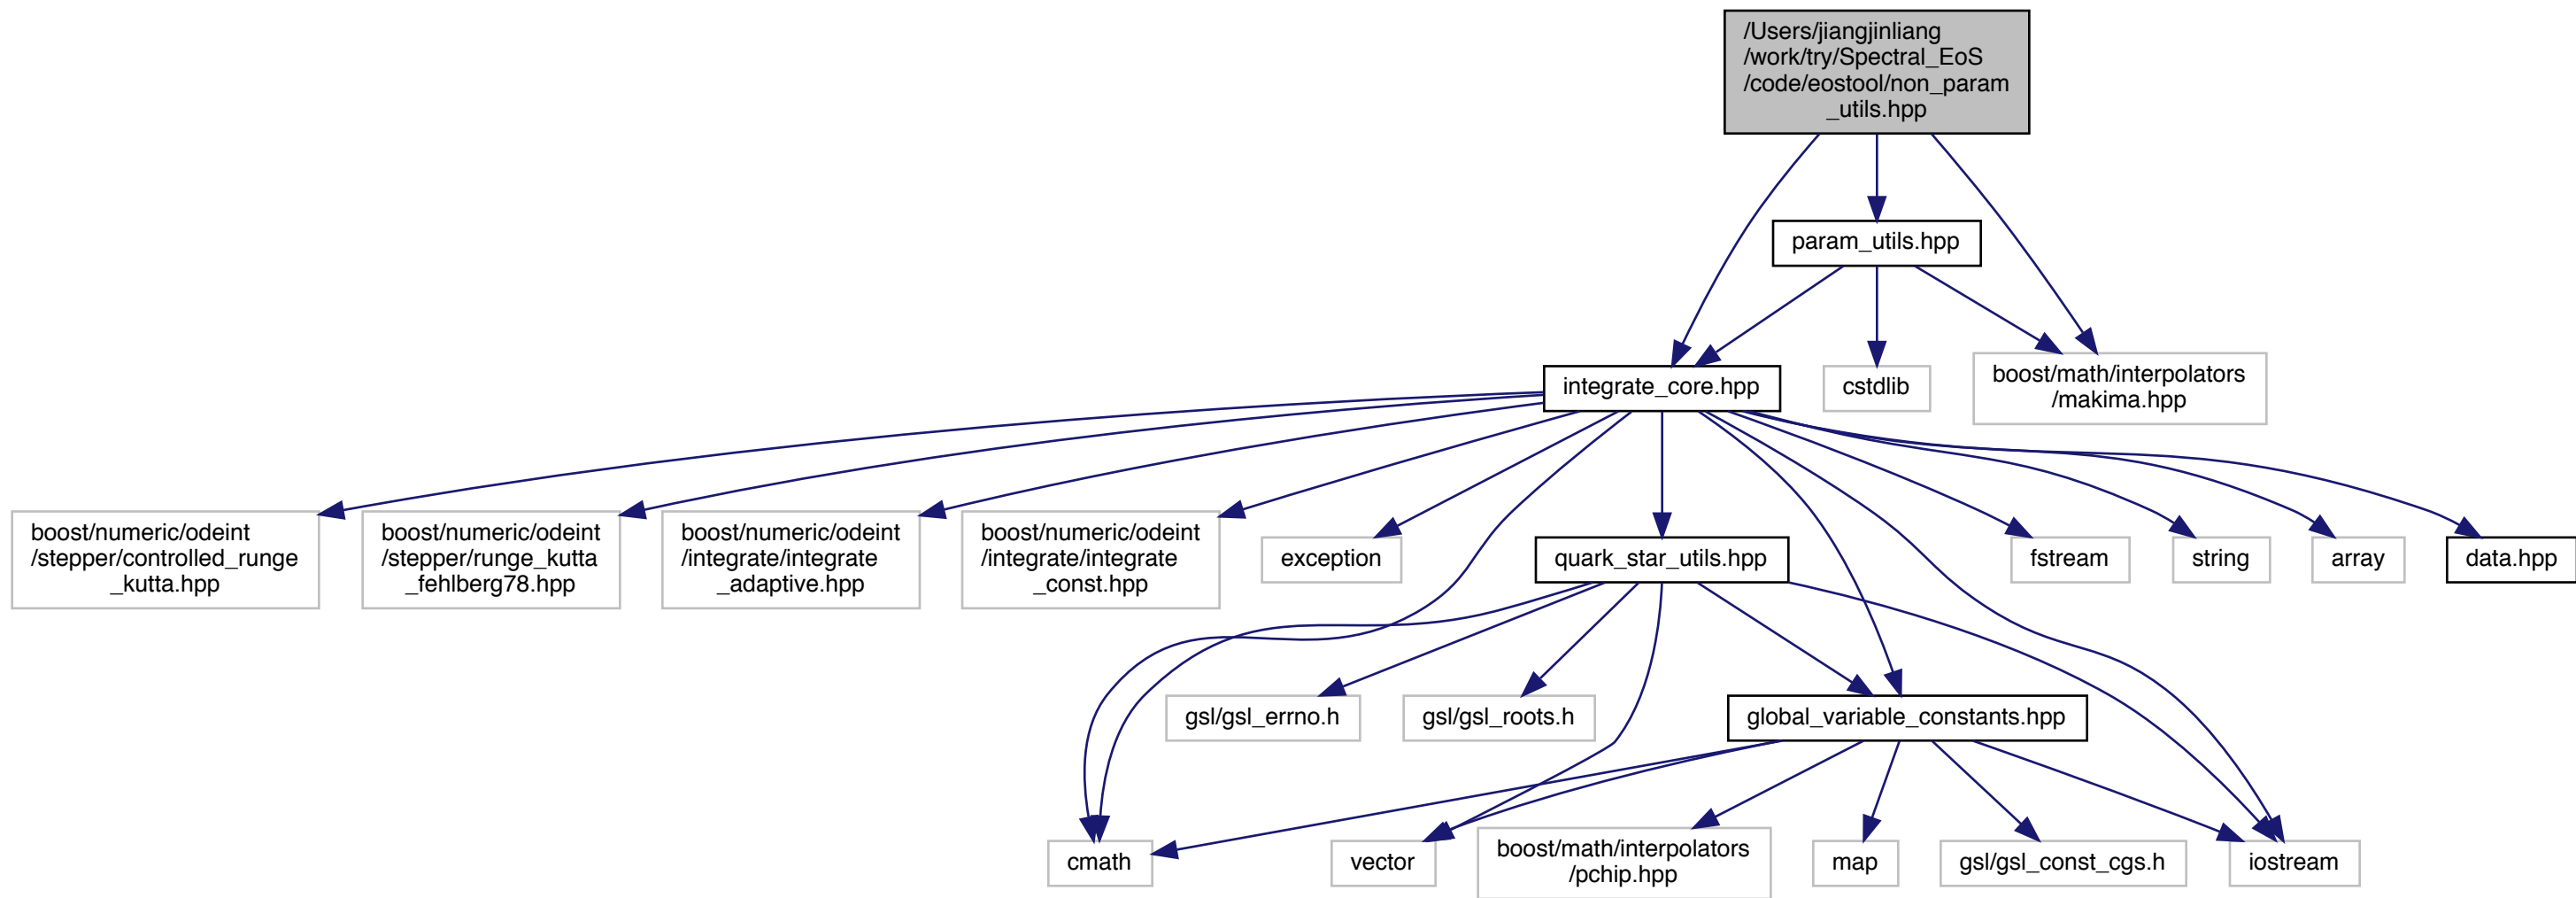 /Users/jiangjinliang
/work/try/Spectral_EoS
/code/eostool/non_param
_utils.hpp
param_utils.hpp
integrate_core.hpp
cstdlib
boost/math/interpolators
/makima.hpp
boost/numeric/odeint
/stepper/controlled_runge
_kutta.hpp
boost/numeric/odeint
/stepper/runge_kutta
_fehlberg78.hpp
boost/numeric/odeint
/integrate/integrate
_adaptive.hpp
boost/numeric/odeint
/integrate/integrate
_const.hpp
exception
quark_star_utils.hpp
fstream
string
array
data.hpp
gsl/gsl_errno.h
gsl/gsl_roots.h
global_variable_constants.hpp
cmath
vector
boost/math/interpolators
/pchip.hpp
map
gsl/gsl_const_cgs.h
iostream